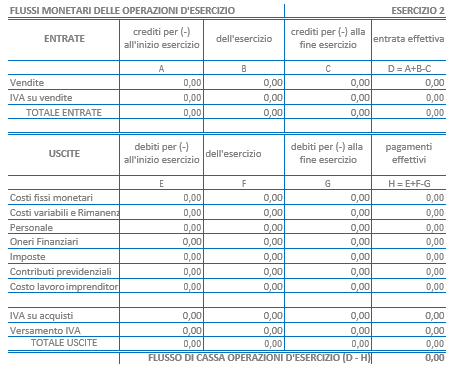 FLUSSI MONETARI DELLE OPERAZIONI D'ESERCIZIO ESERCIZIO 2
ENTRATE crediti per (-) all'inizio esercizio dell'esercizio crediti per (-) alla fine esercizio entrata effettiva
A B C D = A+B-C
Vendite 0,00 0,00 0,00 0,00
IVA su vendite 0,00 0,00 0,00 0,00
TOTALE ENTRATE 0,00 0,00 0,00 0,00
USCITE debiti per (-) all'inizio esercizio dell'esercizio debiti per (-) alla fine esercizio pagamenti effettivi
E F G H = E+F-G
Costi fissi monetari 0,00 0,00 0,00 0,00
Costi variabili e Rimanenz 0,00 0,00 0,00 0,00
Personale 0,00 0,00 0,00 0,00
Oneri Finanziari 0,00 0,00 0,00 0,00
Imposte 0,00 0,00 0,00 0,00
Contributi previdenziali 0,00 0,00 0,00 0,00
Costo lavoro imprenditor 0,00 0,00 0,00 0,00
IVA su acquisti 0,00 0,00 0,00 0,00
Versamento IVA 0,00 0,00 0,00 0,00
TOTALE USCITE 0,00 0,00 0,00 0,00
FLUSSO DI CASSA OPERAZIONI D'ESERCIZIO (D - H) 0,00